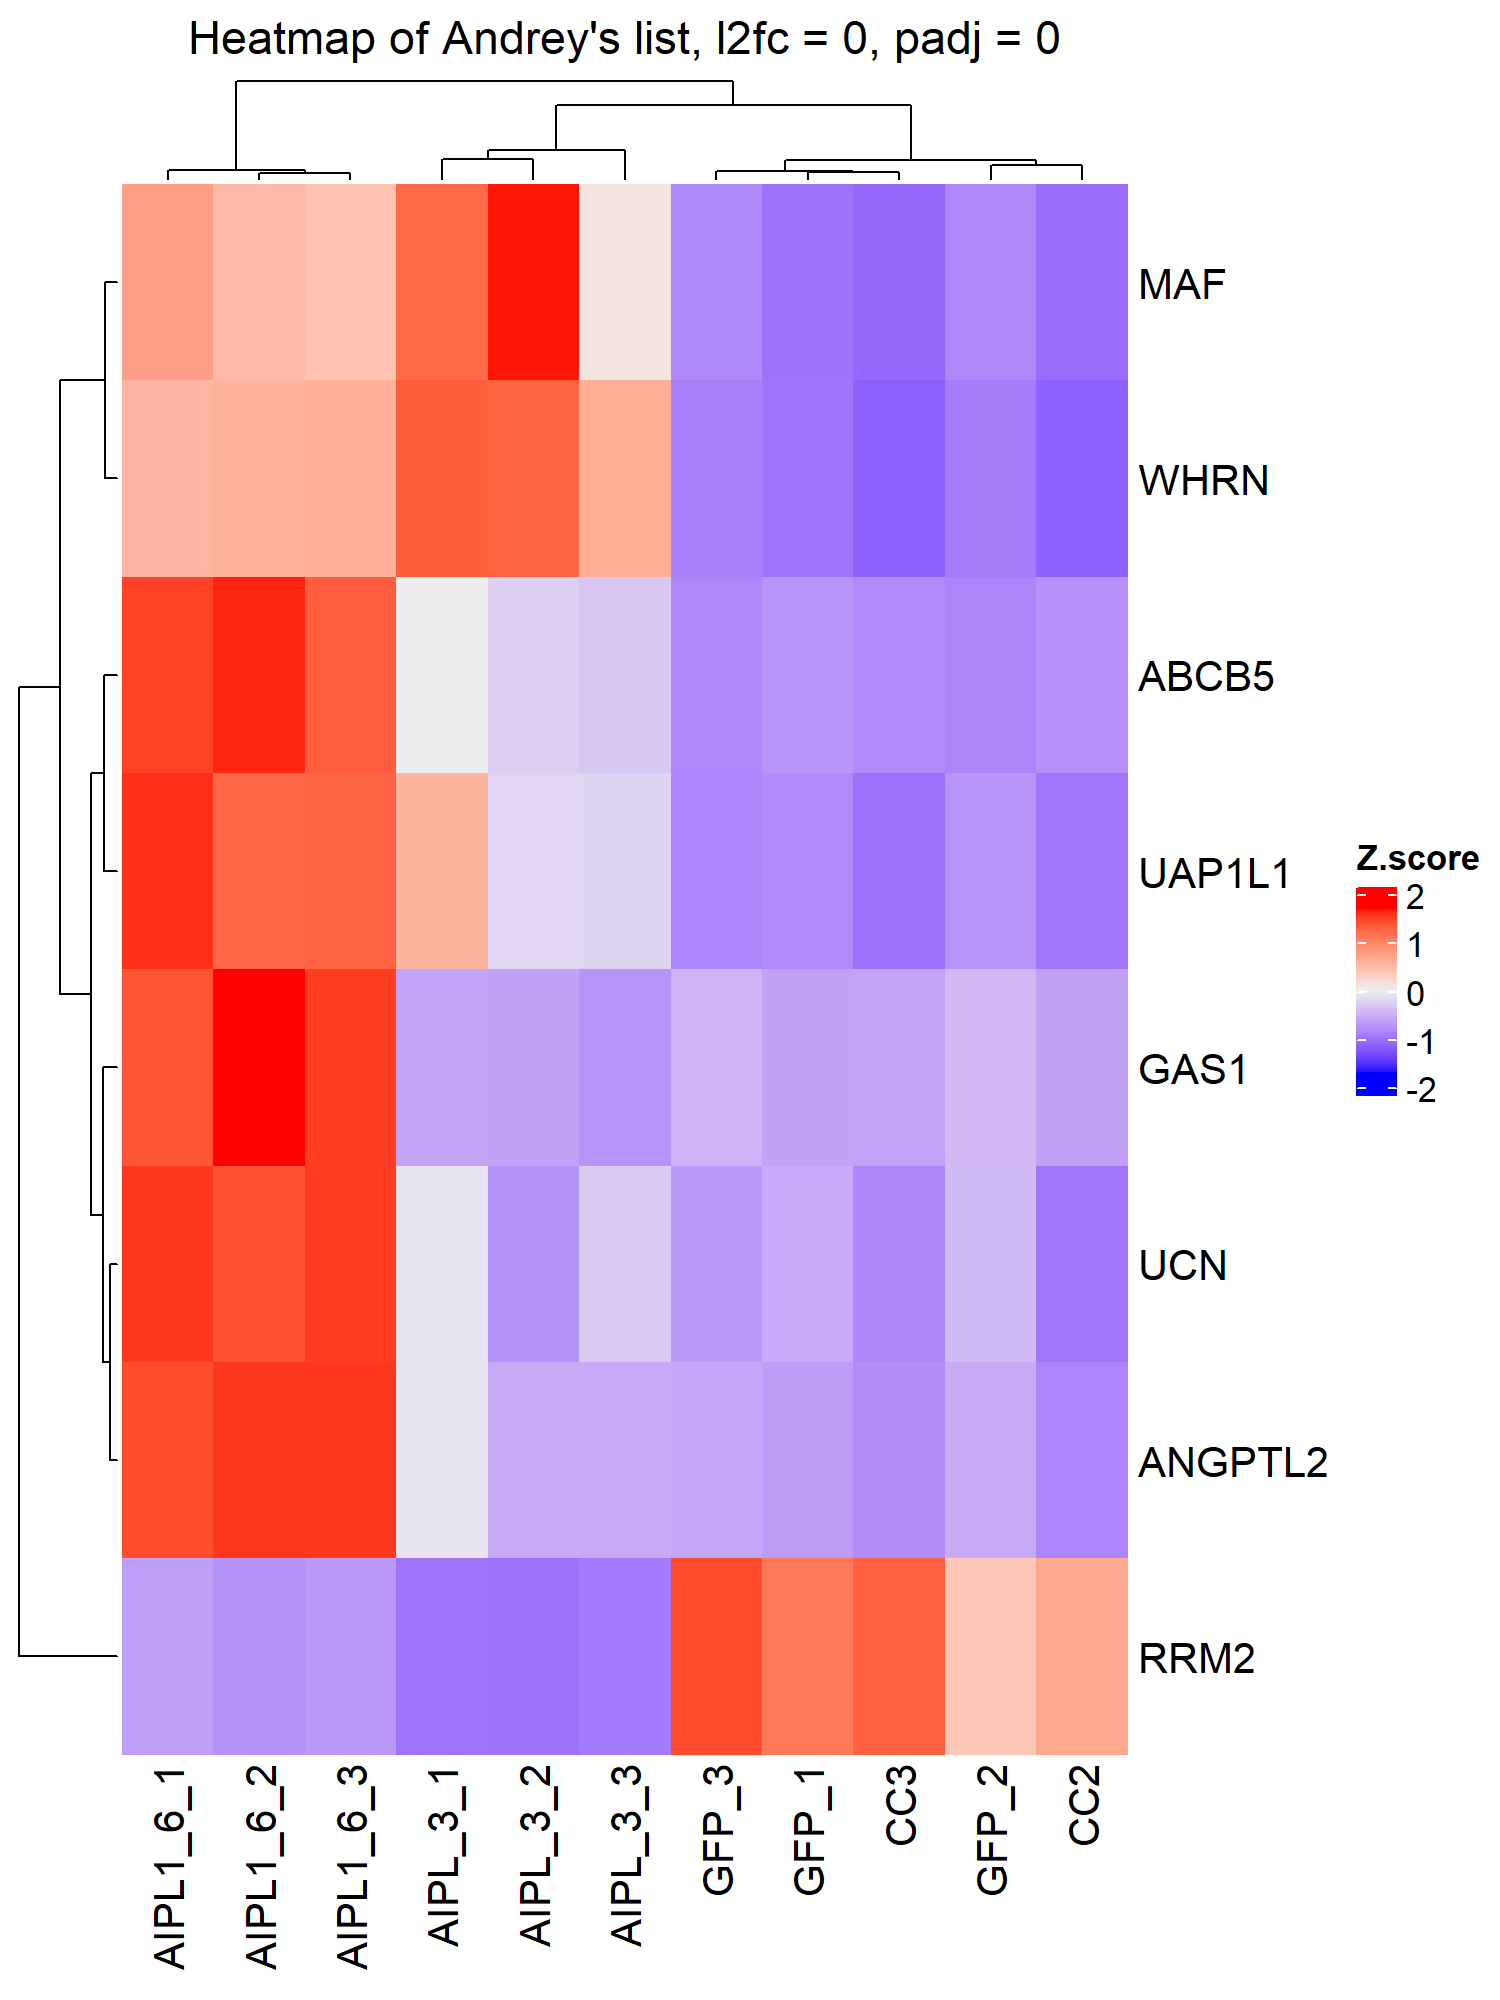 Heatmap of Andrey's list, l2fc = 0, padj = 0
MAF
WHRN
ABCB5
UAP1L1
GAS1
UCN
ANGPTL2
RRM2
Z.score
2
1
0
-1
-2
AIPL1_6_1
AIPL1_6_2
AIPL1_6_3
AIPL_3_1
AIPL_3_2
AIPL_3_3
GFP_3
GFP_1
CC3
GFP_2
CC2